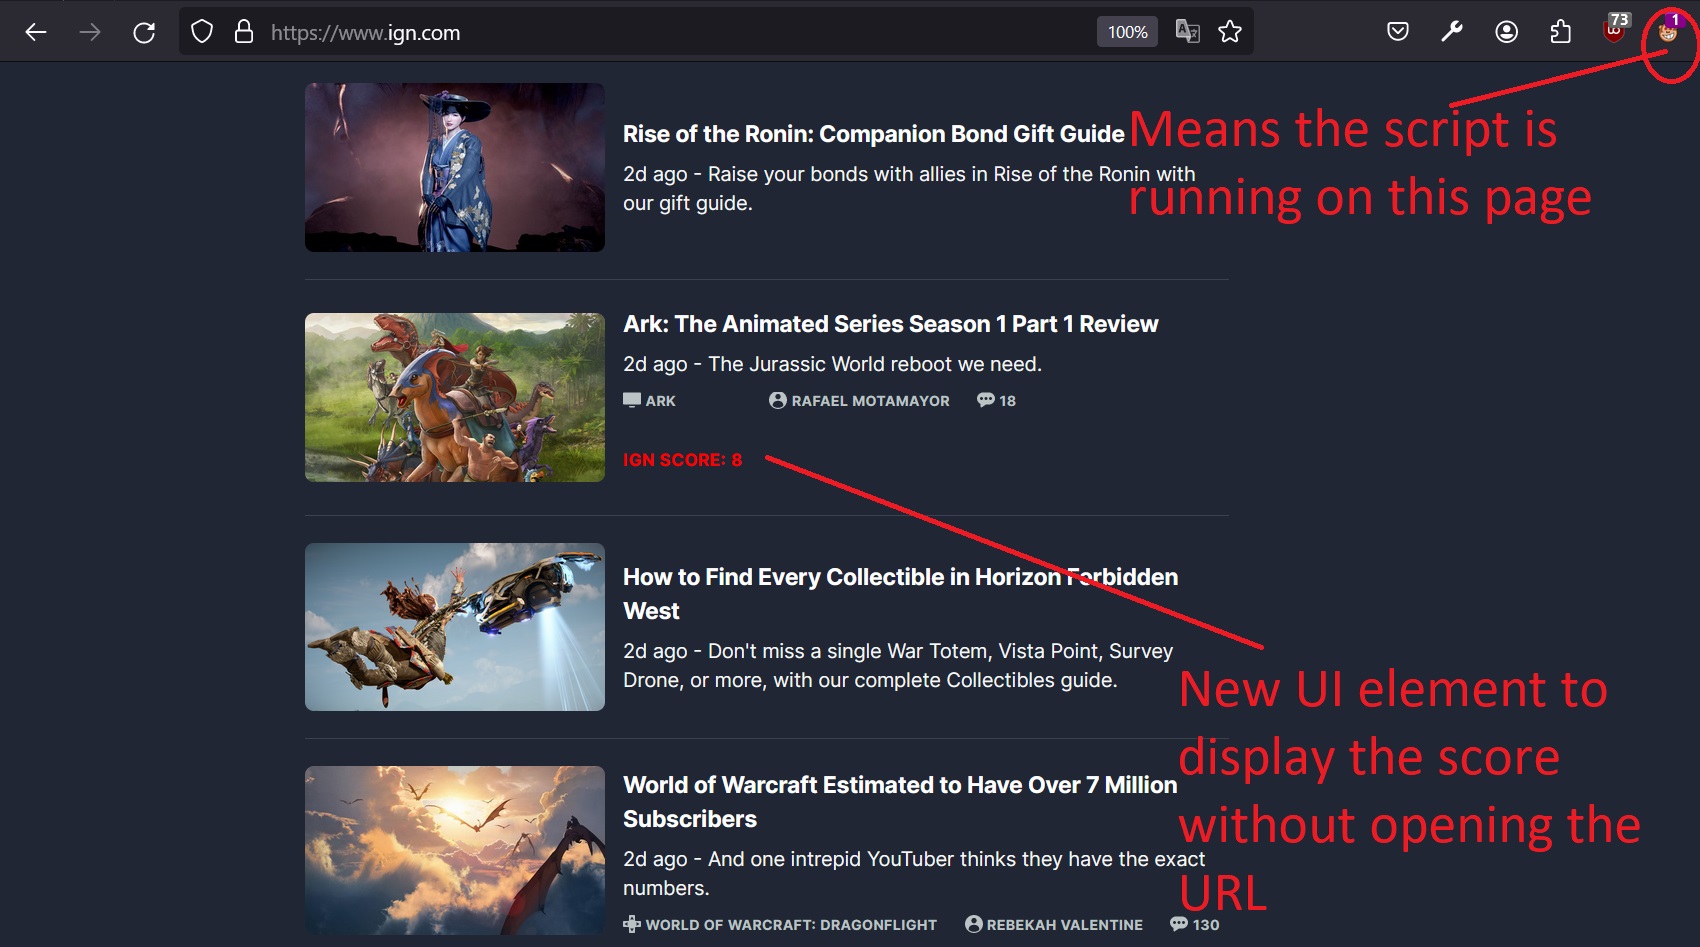 https://www.ign.com
100%
73
1
Rise of the Ronin: Companion Bond Gift Guide
2d ago - Raise your bonds with allies in Rise of the Ronin with
our gift guide.
Means the script is
running on this page
Ark: The Animated Series Season 1 Part 1 Review
2d ago - The Jurassic World reboot we need.
ARK RAFAEL MOTAMAYOR 18
IGN SCORE: 8
How to Find Every Collectible in Horizon Forbidden
West
2d ago - Don't miss a single War Totem, Vista Point, Survey
Drone, or more, with our complete Collectibles guide.
New UI element to
display the score
without opening the
URL
World of Warcraft Estimated to Have Over 7 Million
Subscribers
2d ago - And one intrepid YouTuber thinks they have the exact
numbers.
WORLD OF WARCRAFT: DRAGONFLIGHT REBEKAH VALENTINE 130